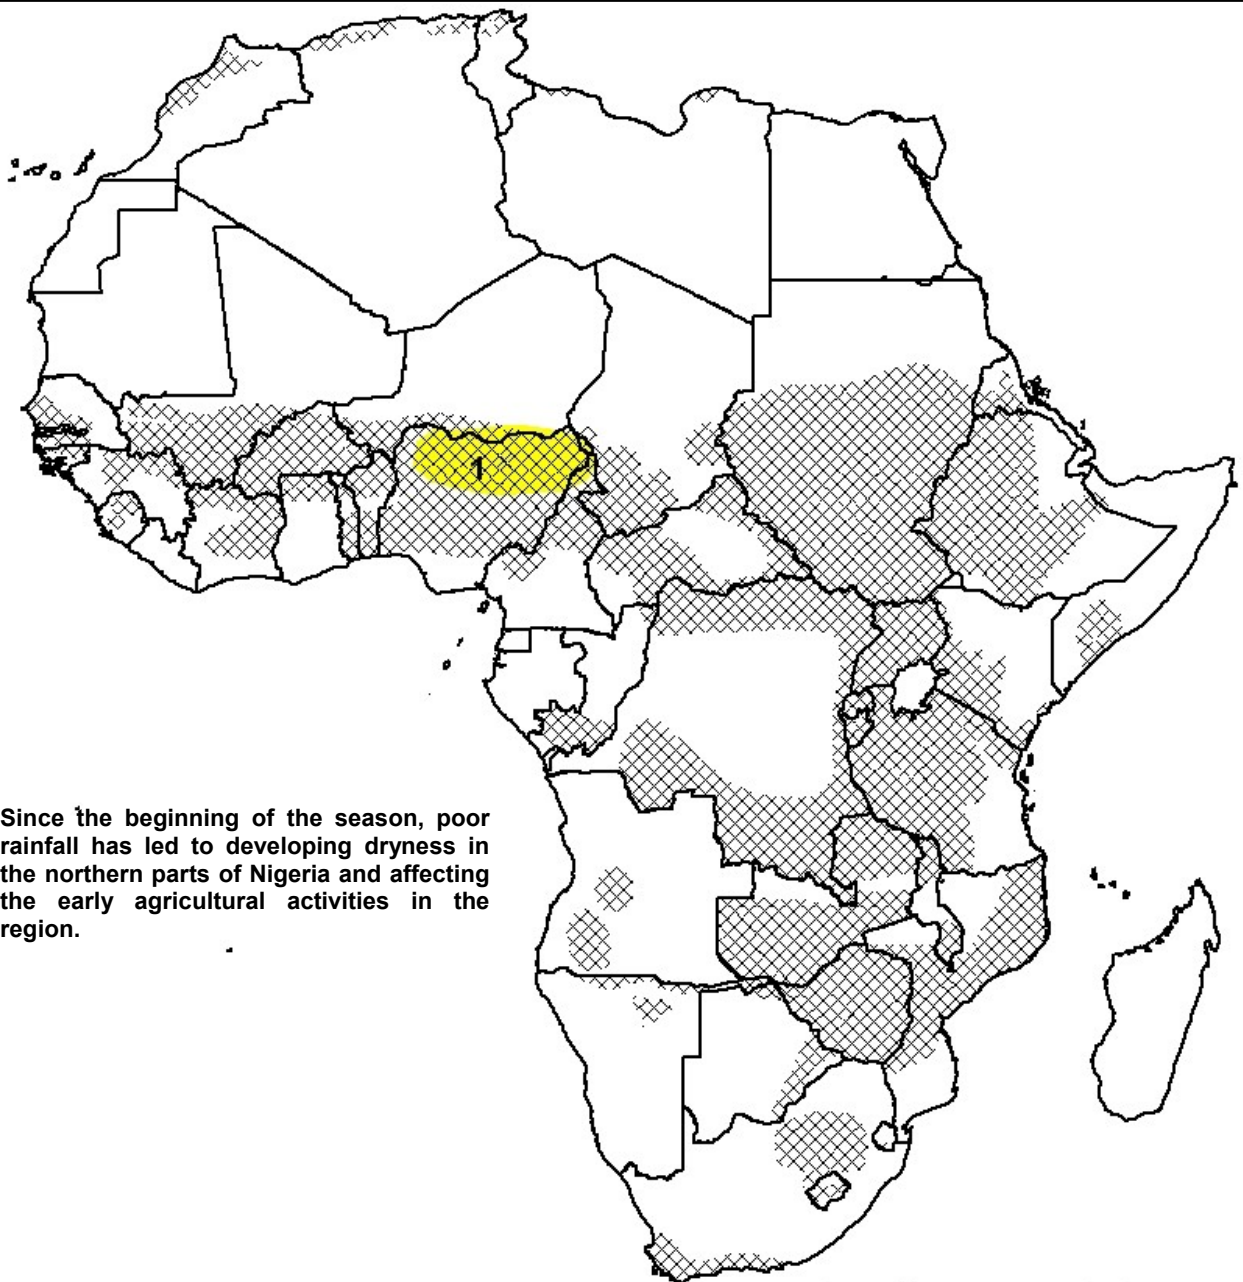 1
Since the beginning of the season, poor
rainfall has led to developing dryness in
the northern parts of Nigeria and affecting
the early agricultural activities in the
region.